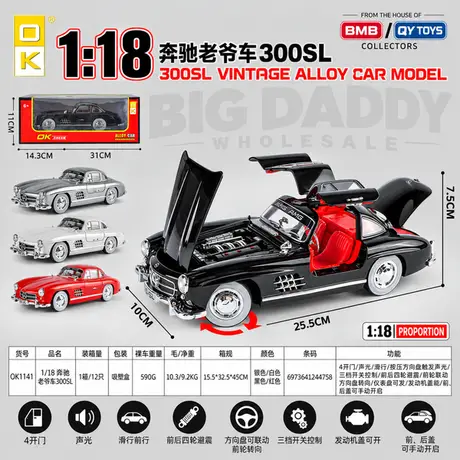 OK
1:18
奔驰老爷车300SL
300SL VINTAGE ALLOY CAR MODEL
FROM THE HOUSE OF
BMB / QY TOYS
COLLECTORS
BIG DADDY
WHOLESALE
11CM
OK
ALLOY CAR
14.3CM
31CM
7.5CM
10CM
25.5CM
1:18 PROPORTION
货号 品名 装箱量 包装 裸车重量 毛/净重 箱规 颜色 条码 功能
OK1141 1/18 奔驰老爷车300SL 1箱/12只 吸塑盒 590G 10.3/9.2KG 15.5*32.5*45CM 银色/白色 黑色/红色 6973641244758 4开门/声光/滑行/按压方向盘触发声光/
三档开关控制/前后四轮避震/前轮联动
方向盘转向/仪表盘可发/发动机盖能/前、
后盖可手动开启
4开门
声光
滑行前行
前后四轮避震
方向盘可联动
前轮转向
三档开关控制
发动机盖可开
前、后盖
可手动开启